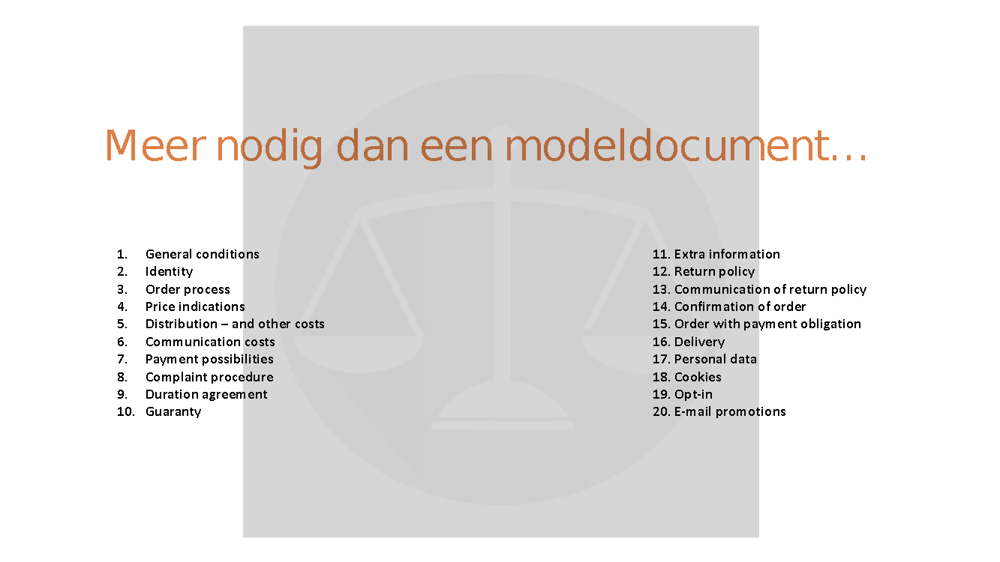 Meer nodig dan een modeldocument...
1. General conditions
2. Identity
3. Order process
4. Price indications
5. Distribution – and other costs
6. Communication costs
7. Payment possibilities
8. Complaint procedure
9. Duration agreement
10. Guaranty
11. Extra information
12. Return policy
13. Communication of return policy
14. Confirmation of order
15. Order with payment obligation
16. Delivery
17. Personal data
18. Cookies
19. Opt-in
20. E-mail promotions